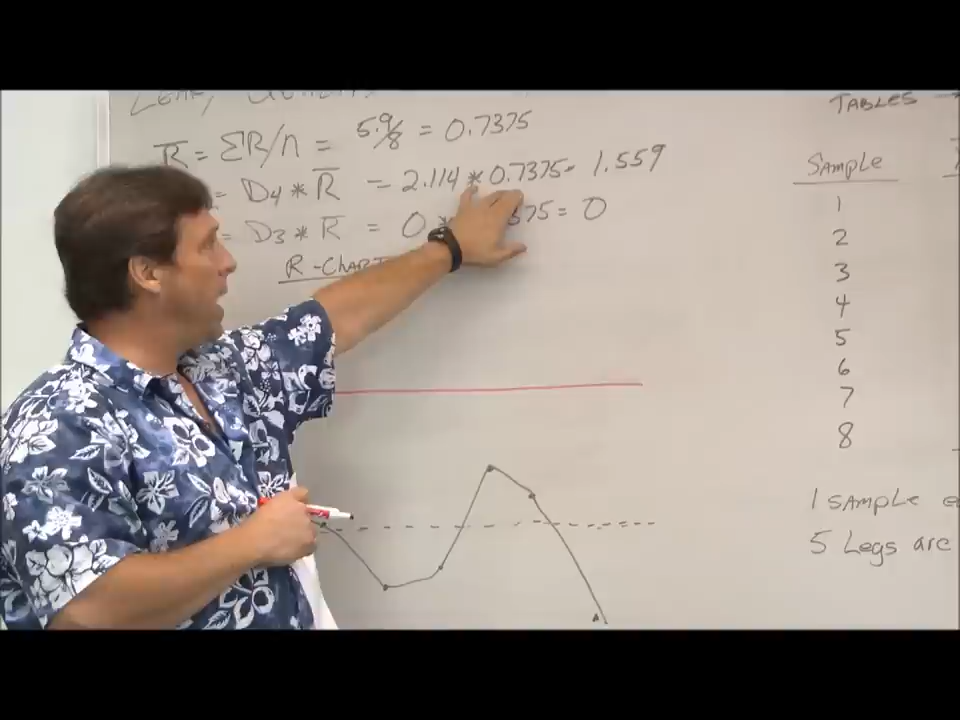 R̅ = ΣR/n = 5.9/8 = 0.7375
= D4 * R̅ = 2.114 * 0.7375 = 1.559
= D3 * R̅ = 0 * 375 = 0
R-CHART
TABLES
SAMPLE
1
2
3
4
5
6
7
8
1 SAMPLE
5 Legs are